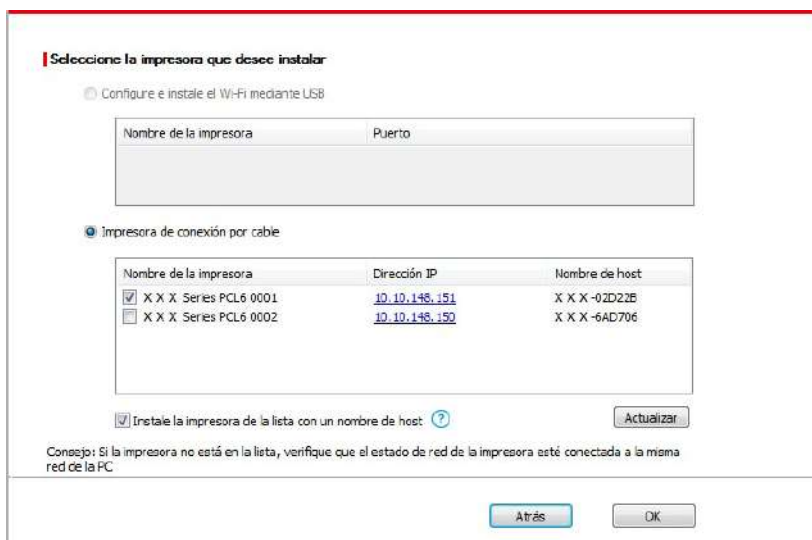 Seleccione la impresora que desee instalar
Configure e instale el Wi-Fi mediante USB
Nombre de la impresora Puerto
Impresora de conexión por cable
Nombre de la impresora Dirección IP Nombre de host
X X X Series PCL6 0001 10.10.148.151 X X X -02D22B
X X X Series PCL6 0002 10.10.148.150 X X X -6AD706
Instale la impresora de la lista con un nombre de host ? Actualizar
Consejo: Si la impresora no está en la lista, verifique que el estado de red de la impresora esté conectada a la misma
red de la PC
Atrás OK